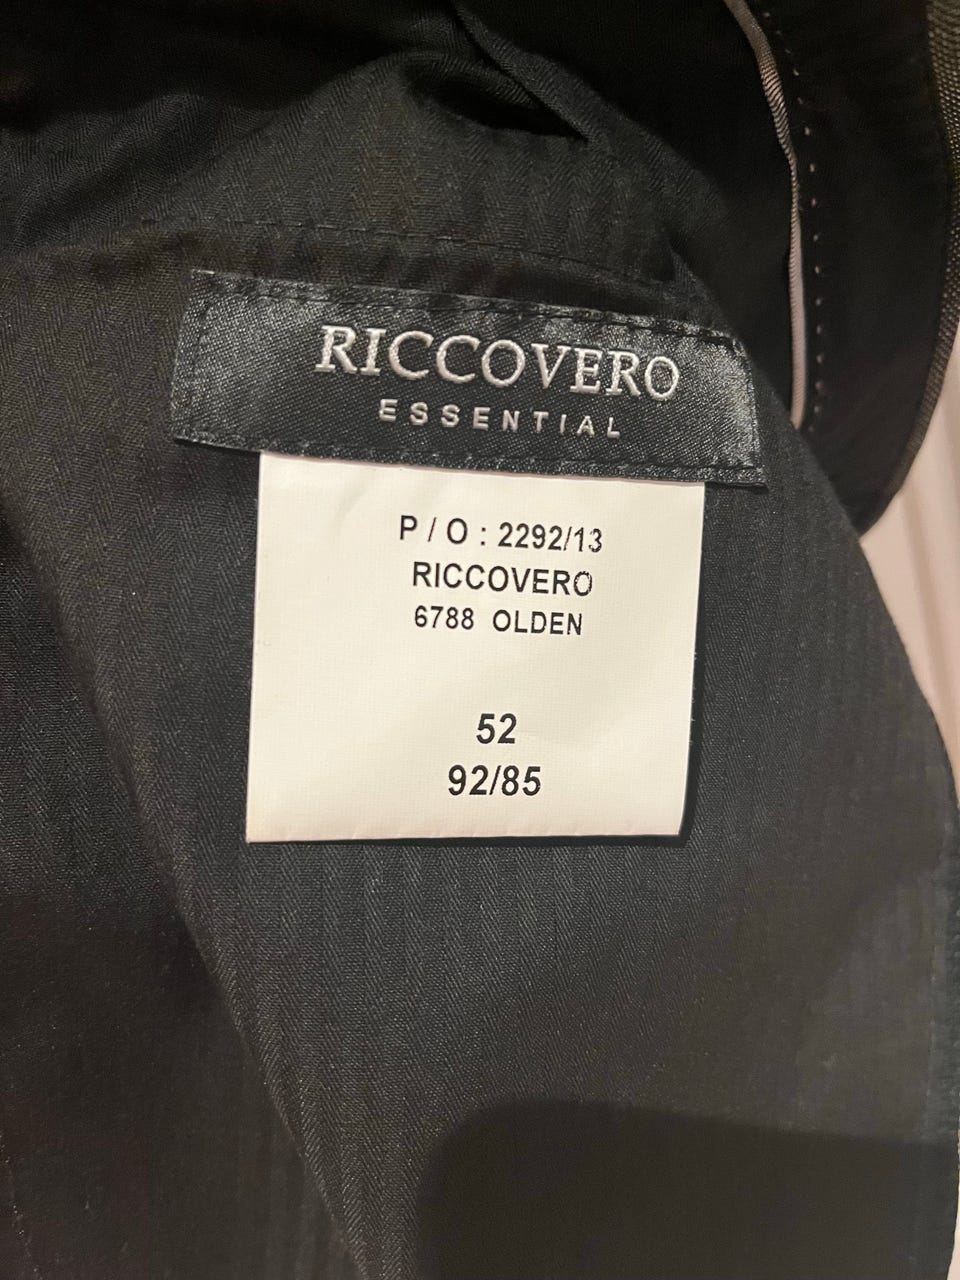 RICCOVERO
ESSENTIAL
P / O : 2292/13
RICCOVERO
6788 OLDEN
52
92/85